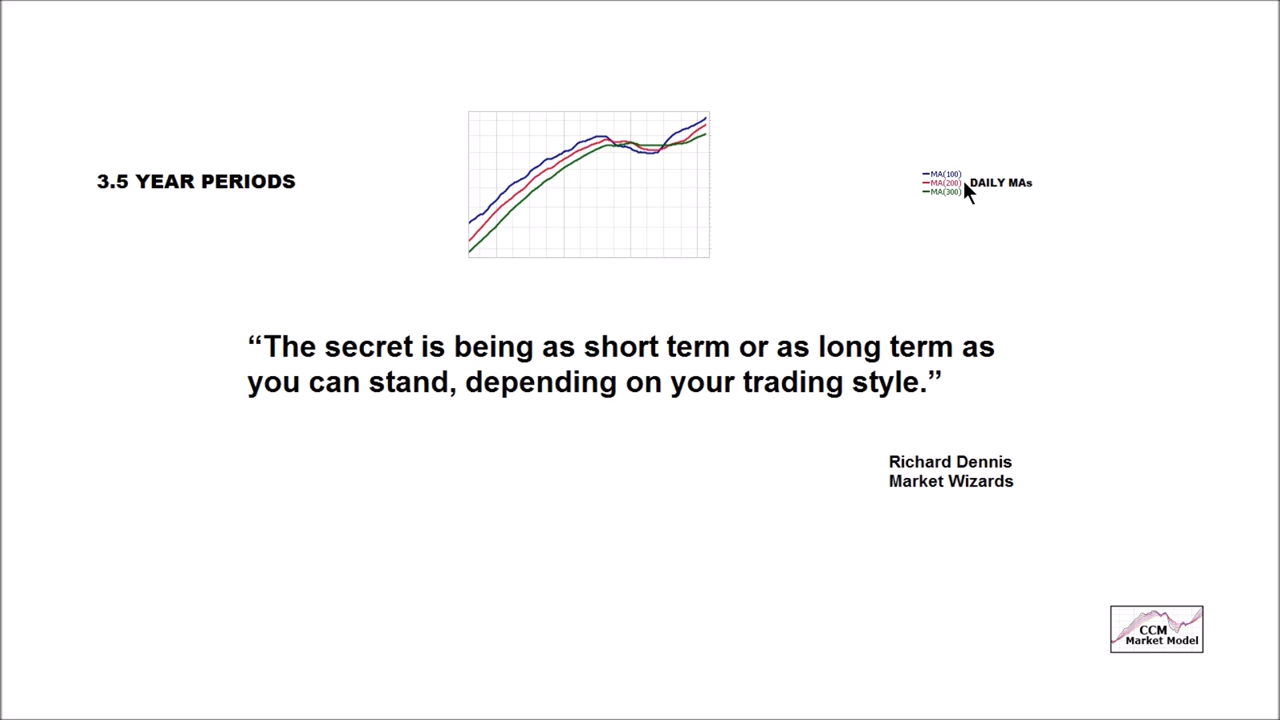 3.5 YEAR PERIODS
MA(100)
MA(200)
MA(300)
DAILY MAs
“The secret is being as short term or as long term as
you can stand, depending on your trading style.”
Richard Dennis
Market Wizards
CCM
Market Model